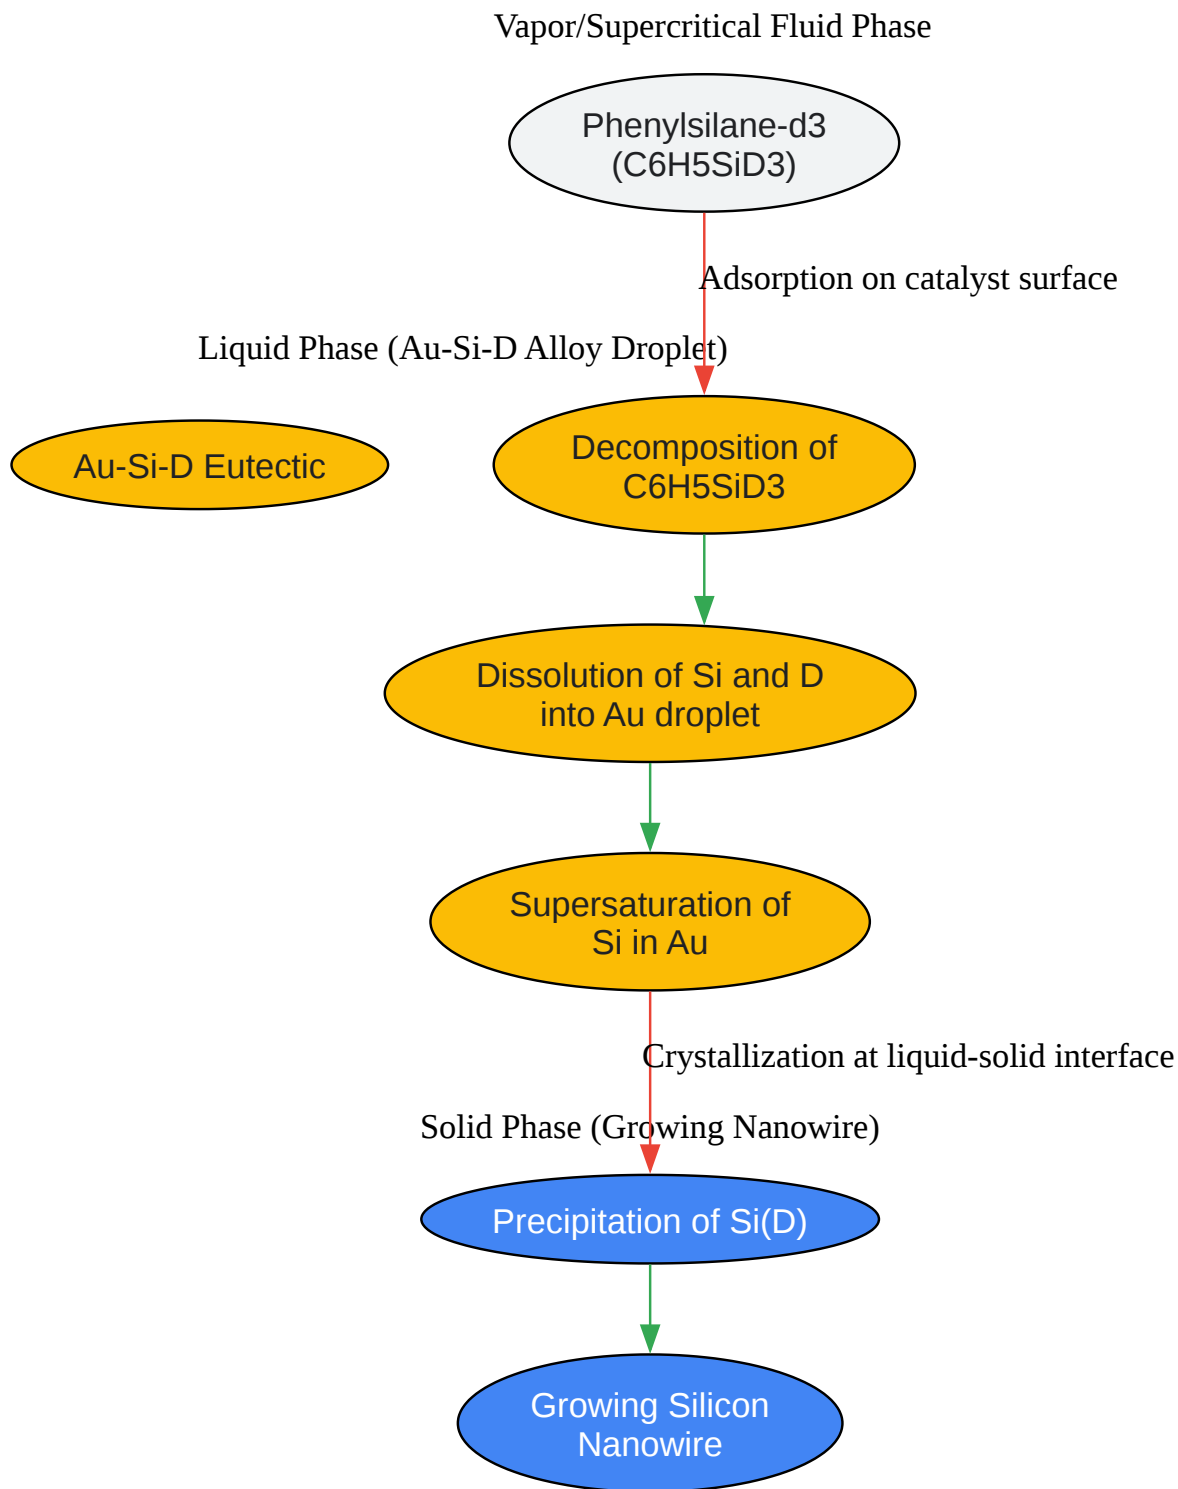 Vapor/Supercritical Fluid Phase
Phenylsilane-d3
(C6H5SiD3)
Adsorption on catalyst surface
Liquid Phase (Au-Si-D Alloy Droplet)
Au-Si-D Eutectic
Decomposition of
C6H5SiD3
Dissolution of Si and D
into Au droplet
Supersaturation of
Si in Au
Crystallization at liquid-solid interface
Solid Phase (Growing Nanowire)
Precipitation of Si(D)
Growing Silicon
Nanowire